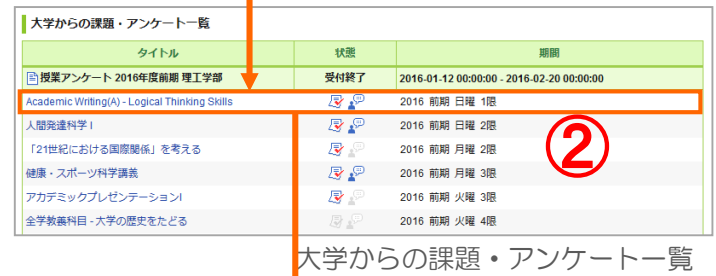 大学からの課題・アンケート一覧
タイトル 状態 期間
授業アンケート 2016年度前期 理工学部 受付終了 2016-01-12 00:00:00 - 2016-02-20 00:00:00
Academic Writing(A) - Logical Thinking Skills 2016 前期 日曜 1限
人間発達科学 I 2016 前期 日曜 2限
「21世紀における国際関係」を考える 2016 前期 月曜 2限
健康・スポーツ科学講義 2016 前期 月曜 3限
アカデミックプレゼンテーションI 2016 前期 火曜 3限
全学教養科目 - 大学の歴史をたどる 2016 前期 火曜 4限
②
大学からの課題・アンケート一覧